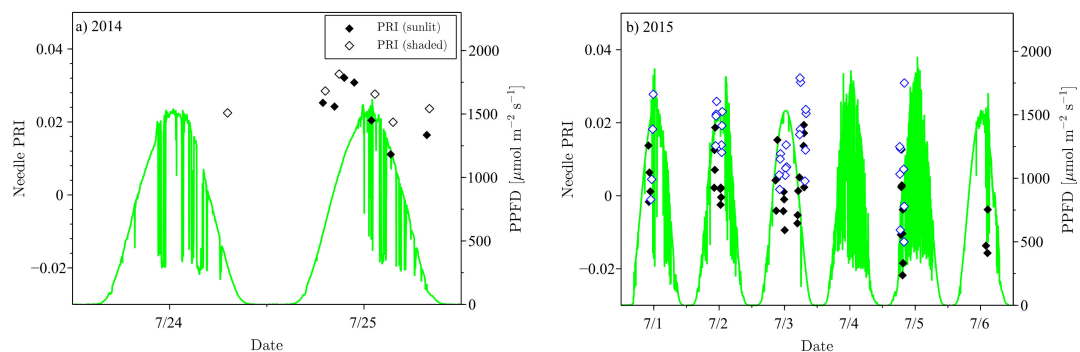 a) 2014
PRI (sunlit)
PRI (shaded)
0.04
0.02
0
−0.02
Needle PRI
2000
1500
1000
500
0
PPFD [μmol m−2 s−1]
7/24
7/25
Date
b) 2015
0.04
0.02
0
−0.02
Needle PRI
2000
1500
1000
500
0
PPFD [μmol m−2 s−1]
7/1
7/2
7/3
7/4
7/5
7/6
Date